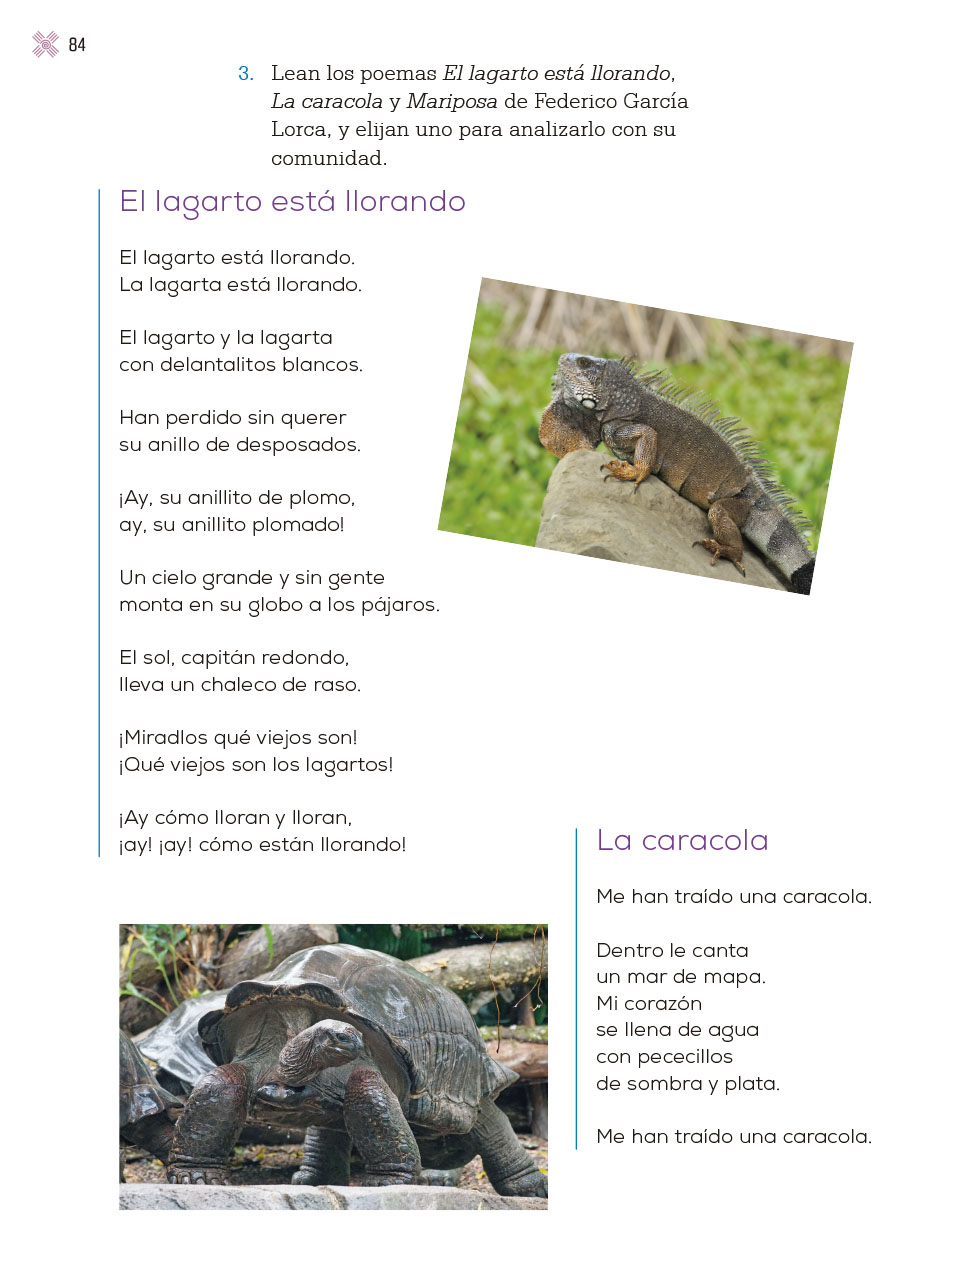 84
3. Lean los poemas El lagarto está llorando,
La caracola y Mariposa de Federico García
Lorca, y elijan uno para analizarlo con su
comunidad.
El lagarto está llorando
El lagarto está llorando.
La lagarta está llorando.
El lagarto y la lagarta
con delantalitos blancos.
Han perdido sin querer
su anillo de desposados.
¡Ay, su anillito de plomo,
ay, su anillito plomado!
Un cielo grande y sin gente
monta en su globo a los pájaros.
El sol, capitán redondo,
lleva un chaleco de raso.
¡Miradlos qué viejos son!
¡Qué viejos son los lagartos!
¡Ay cómo lloran y lloran,
¡ay! ¡ay! cómo están llorando!
La caracola
Me han traído una caracola.
Dentro le canta
un mar de mapa.
Mi corazón
se llena de agua
con pececillos
de sombra y plata.
Me han traído una caracola.